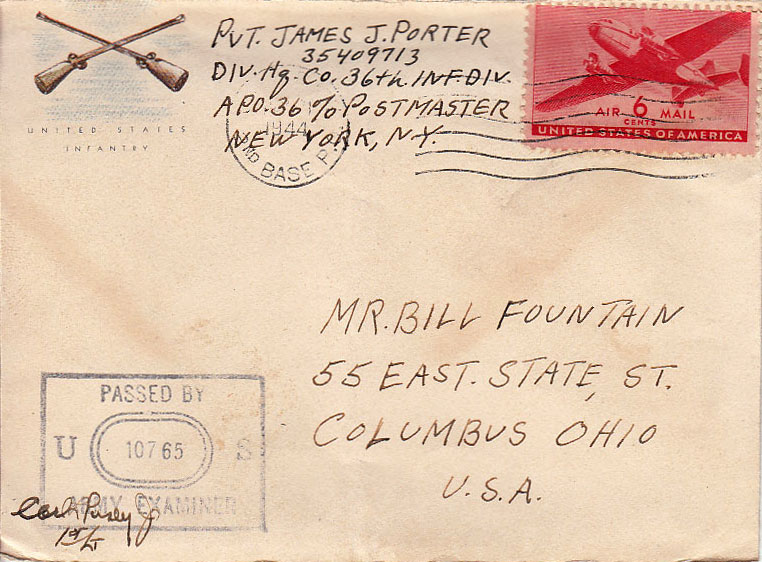 PVT. JAMES J. PORTER
35409713
DIV. Hq. Co. 36th. INF. DIV.
A.P.O. 36 % POSTMASTER
NEW YORK, N.Y.
UNITED STATES
INFANTRY
1944
BASE P
AIR 6 MAIL
CENTS
UNITED STATES OF AMERICA
MR. BILL FOUNTAIN
55 EAST. STATE, ST.
COLUMBUS OHIO
U.S.A.
PASSED BY
U 10765 S
ARMY EXAMINER
1st Lt